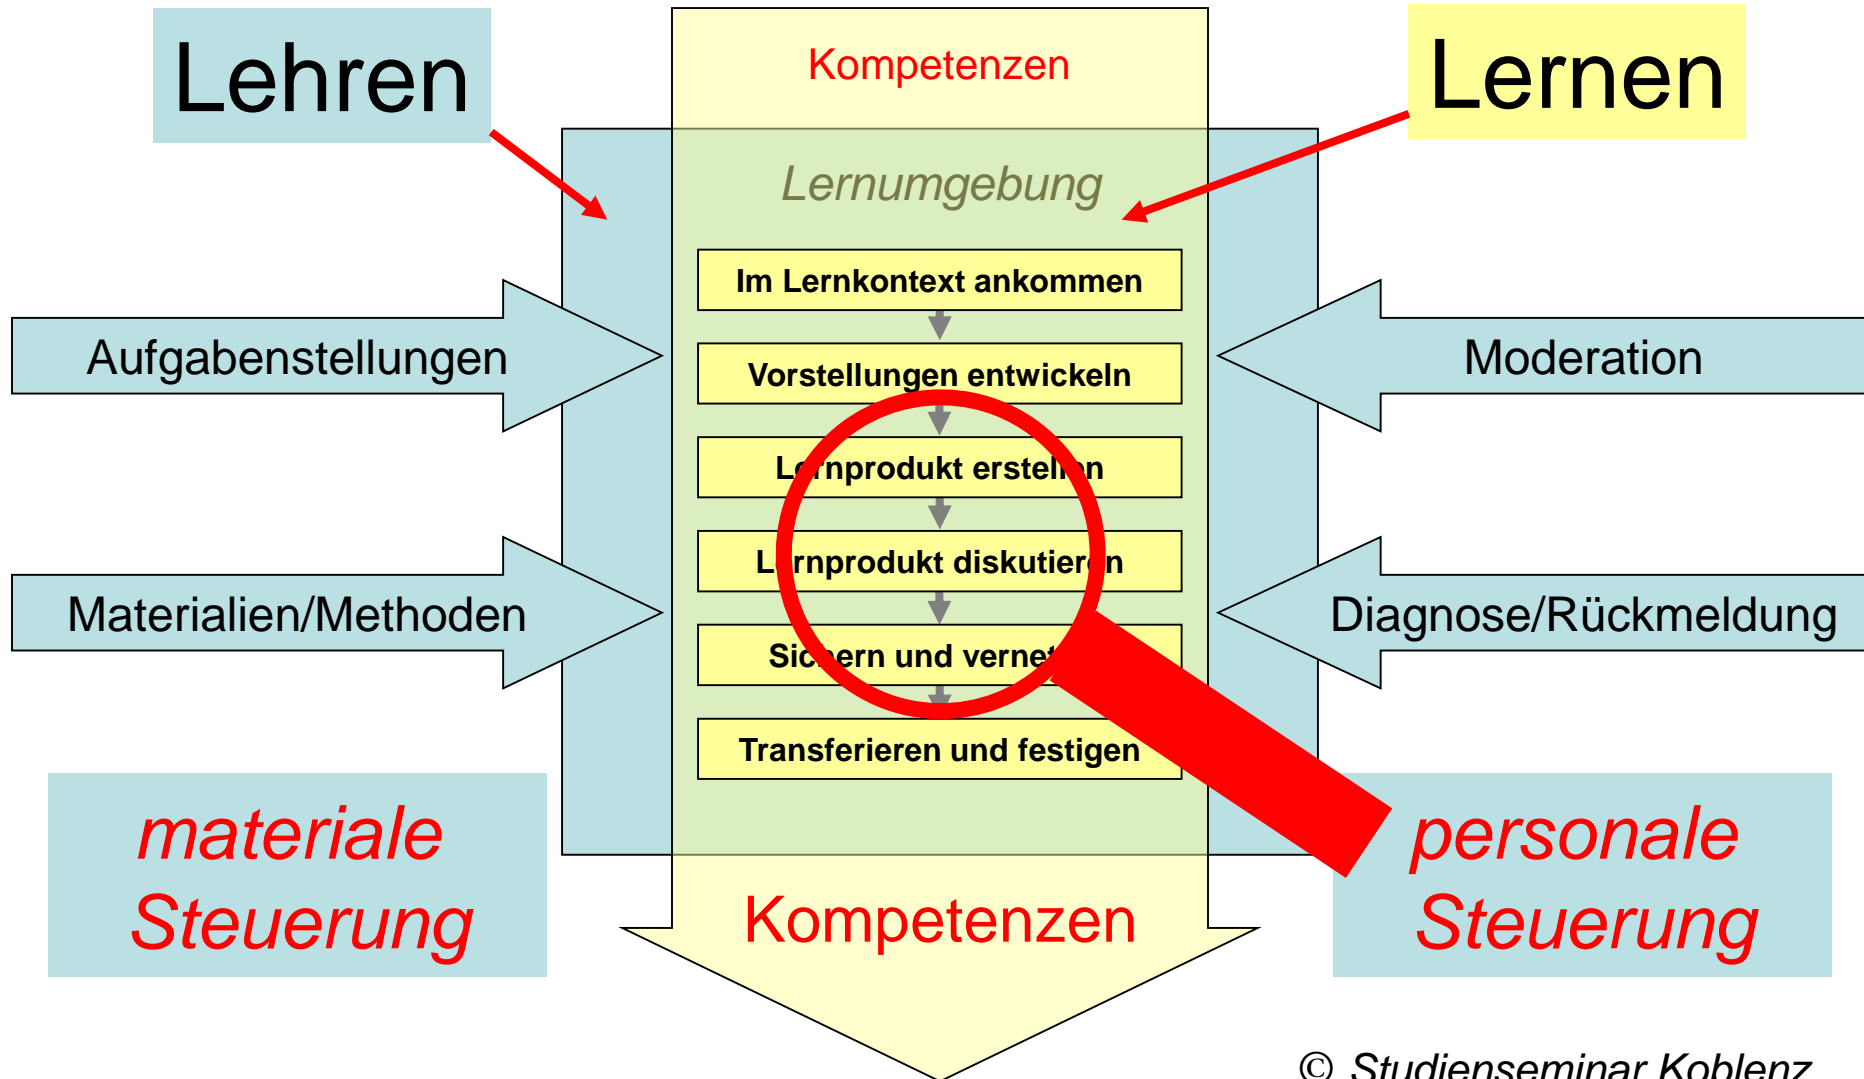 Lehren
Kompetenzen
Lernen
Lernumgebung
Im Lernkontext ankommen
Aufgabenstellungen
Moderation
Vorstellungen entwickeln
Lernprodukt erstellen
Lernprodukt diskutieren
Materialien/Methoden
Diagnose/Rückmeldung
Sichern und vernet
Transferieren und festigen
materiale
Steuerung
personale
Steuerung
Kompetenzen
© Studienseminar Koblenz